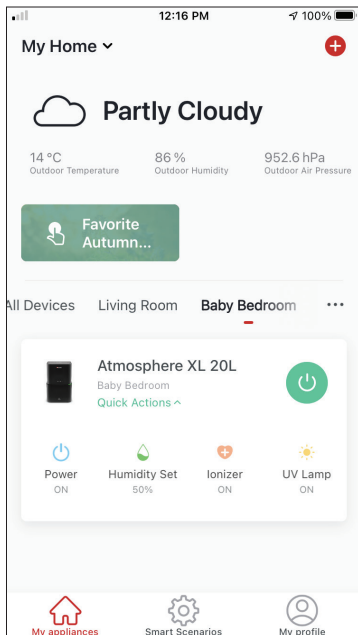 12:16 PM
100%
My Home
Partly Cloudy
14 °C
86 %
952.6 hPa
Outdoor Temperature
Outdoor Humidity
Outdoor Air Pressure
Favorite
Autumn...
All Devices
Living Room
Baby Bedroom
Atmosphere XL 20L
Baby Bedroom
Quick Actions
Power
Humidity Set
Ionizer
UV Lamp
ON
50%
ON
ON
My appliances
Smart Scenarios
My profile